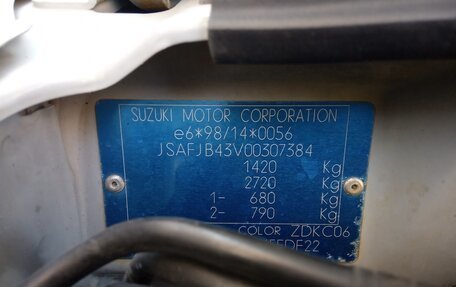 SUZUKI MOTOR CORPORATION
e6*98/14*0056
JSAFJB43V00307384
1420 Kg
2720 Kg
1- 680 Kg
2- 790 Kg
COLOR ZDKC06